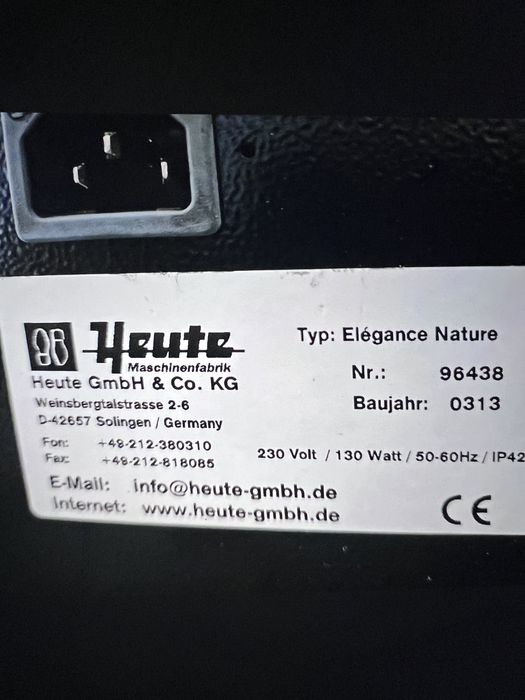 Heute
Maschinenfabrik
Heute GmbH & Co. KG
Weinsbergtalstrasse 2-6
D-42657 Solingen / Germany
Fon: +49-212-380310
Fax: +49-212-818085
E-Mail: info@heute-gmbh.de
Internet: www.heute-gmbh.de
Typ: Elégance Nature
Nr.: 96438
Baujahr: 0313
230 Volt / 130 Watt / 50-60Hz / IP42
CE